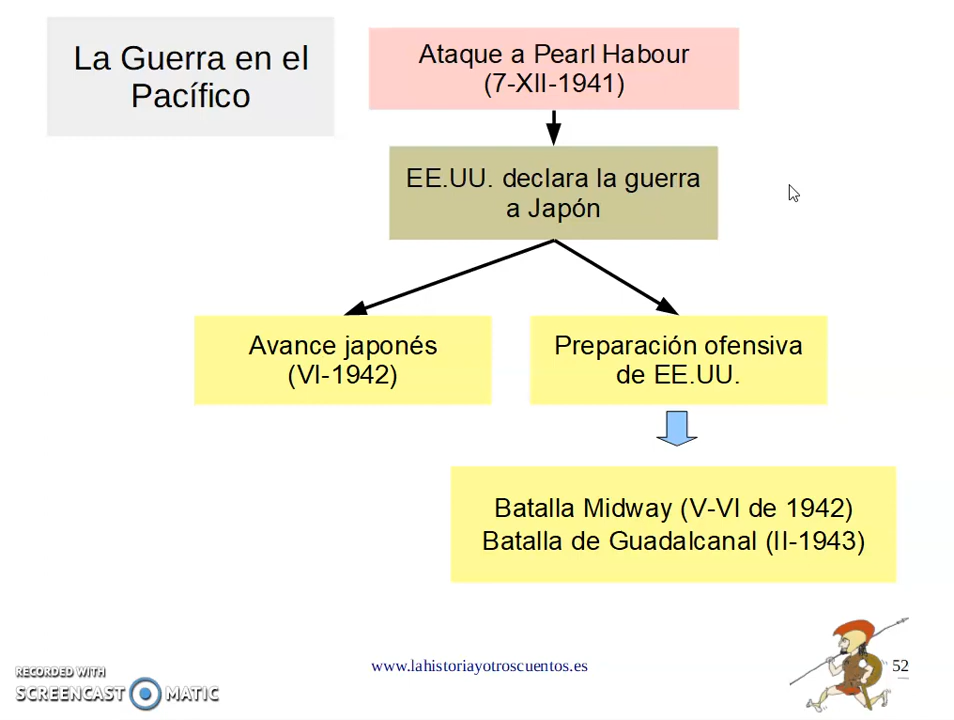 La Guerra en el
Pacífico
Ataque a Pearl Habour
(7-XII-1941)
EE.UU. declara la guerra
a Japón
Avance japonés
(VI-1942)
Preparación ofensiva
de EE.UU.
Batalla Midway (V-VI de 1942)
Batalla de Guadalcanal (II-1943)
www.lahistoriayotroscuentos.es
52
RECORDED WITH
SCREENCAST MATIC